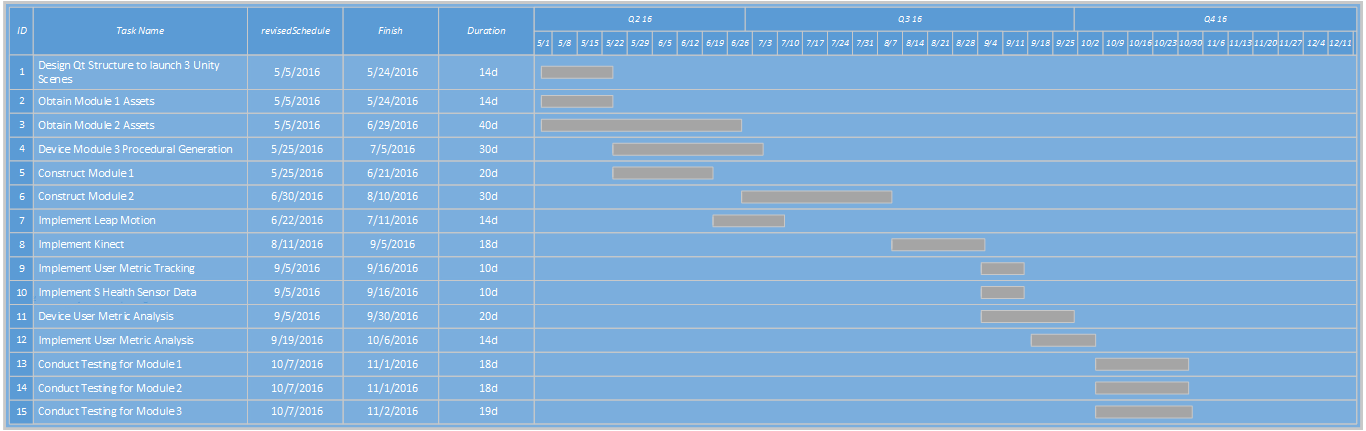 ID Task Name revisedSchedule Finish Duration Q2 16 Q3 16 Q4 16
5/1 5/8 5/15 5/22 5/29 6/5 6/12 6/19 6/26 7/3 7/10 7/17 7/24 7/31 8/7 8/14 8/21 8/28 9/4 9/11 9/18 9/25 10/2 10/9 10/16 10/23 10/30 11/6 11/13 11/20 11/27 12/4 12/11
1 Design Qt Structure to launch 3 Unity
Scenes 5/5/2016 5/24/2016 14d
2 Obtain Module 1 Assets 5/5/2016 5/24/2016 14d
3 Obtain Module 2 Assets 5/5/2016 6/29/2016 40d
4 Device Module 3 Procedural Generation 5/25/2016 7/5/2016 30d
5 Construct Module 1 5/25/2016 6/21/2016 20d
6 Construct Module 2 6/30/2016 8/10/2016 30d
7 Implement Leap Motion 6/22/2016 7/11/2016 14d
8 Implement Kinect 8/11/2016 9/5/2016 18d
9 Implement User Metric Tracking 9/5/2016 9/16/2016 10d
10 Implement S Health Sensor Data 9/5/2016 9/16/2016 10d
11 Device User Metric Analysis 9/5/2016 9/30/2016 20d
12 Implement User Metric Analysis 9/19/2016 10/6/2016 14d
13 Conduct Testing for Module 1 10/7/2016 11/1/2016 18d
14 Conduct Testing for Module 2 10/7/2016 11/1/2016 18d
15 Conduct Testing for Module 3 10/7/2016 11/2/2016 19d